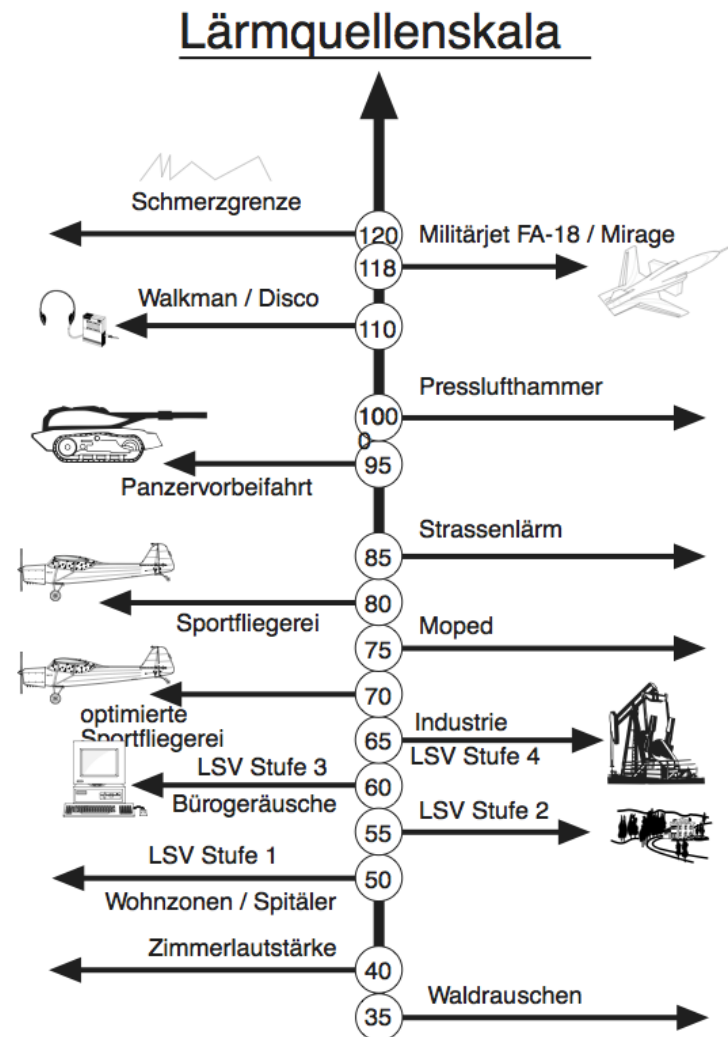 Lärmquellenskala
Schmerzgrenze
120
Militärjet FA-18 / Mirage
118
Walkman / Disco
110
Presslufthammer
100
0
95
Panzervorbeifahrt
Strassenlärm
85
80
Sportfliegerei
Moped
75
70
optimierte
Sportfliegerei
Industrie
65
LSV Stufe 4
LSV Stufe 3
60
Bürogeräusche
LSV Stufe 2
55
LSV Stufe 1
50
Wohnzonen / Spitäler
Zimmerlautstärke
40
Waldrauschen
35